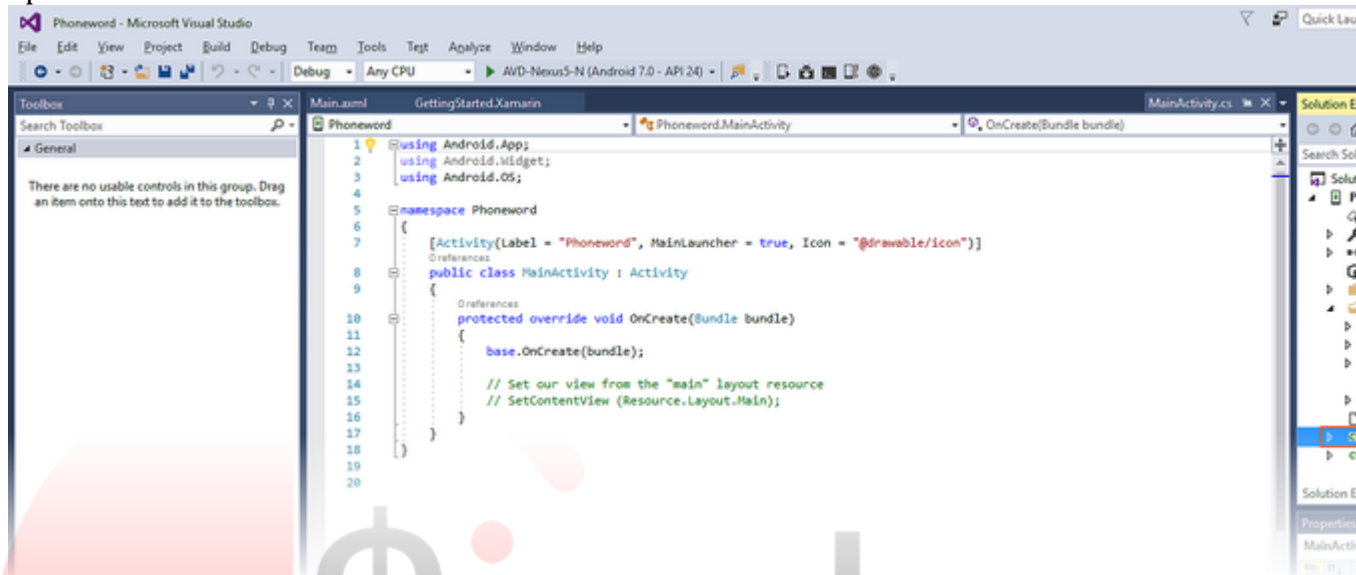 Phoneword - Microsoft Visual Studio
Quick Lau
File Edit View Project Build Debug Team Tools Test Analyze Window Help
Debug Any CPU AVD-Nexus5-N (Android 7.0 - API 24)
Toolbox
Main.axml GettingStarted.Xamarin MainActivity.cs
Solution E
Search Toolbox
Phoneword Phoneword.MainActivity OnCreate(Bundle bundle)
General
Search Sol
There are no usable controls in this group. Drag
an item onto this text to add it to the toolbox.
Solut
P
1 using Android.App;
2 using Android.Widget;
3 using Android.OS;
4
5 namespace Phoneword
6 {
7 [Activity(Label = "Phoneword", MainLauncher = true, Icon = "@drawable/icon")]
0 references
8 public class MainActivity : Activity
9 {
0 references
10 protected override void OnCreate(Bundle bundle)
11 {
12 base.OnCreate(bundle);
13
14 // Set our view from the "main" layout resource
15 // SetContentView (Resource.Layout.Main);
16 }
17 }
18 }
19
20
Solution E
Properties
MainActiv